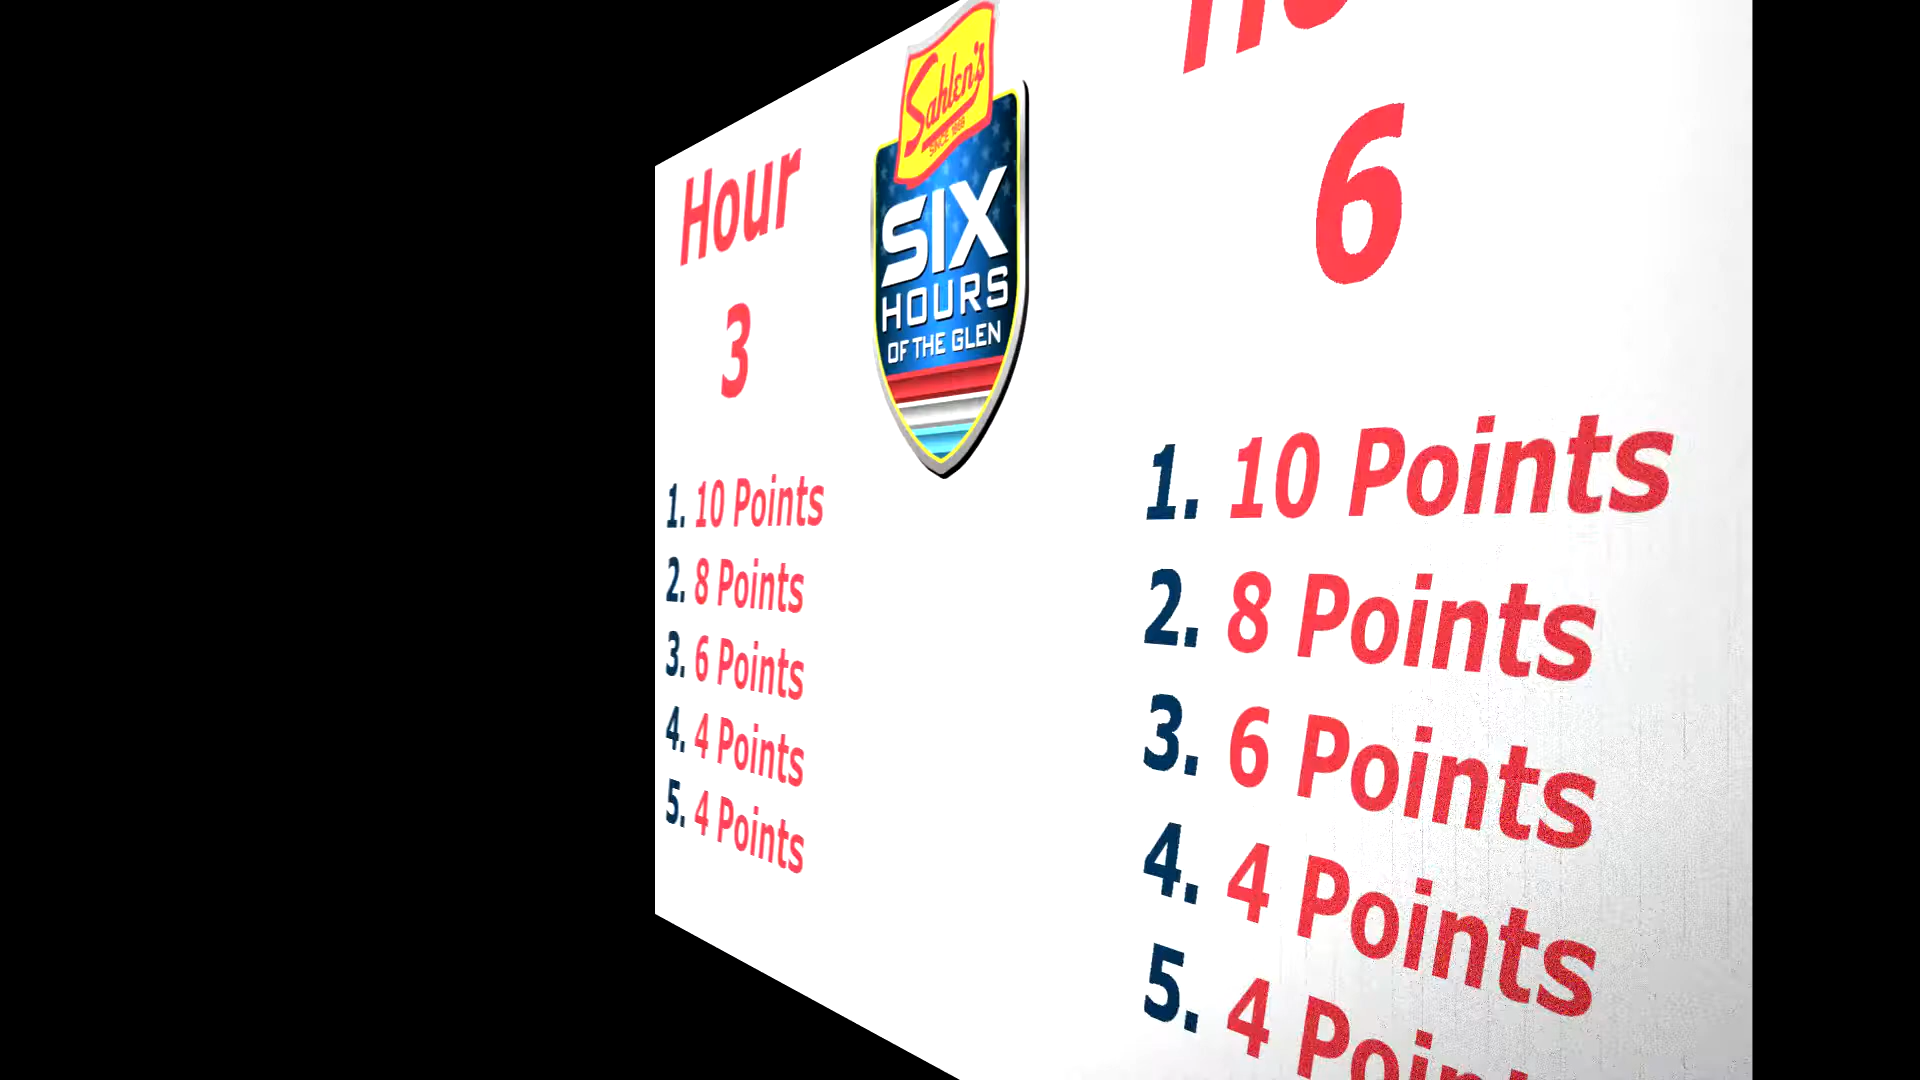 Hour
3
1. 10 Points
2. 8 Points
3. 6 Points
4. 4 Points
5. 4 Points
Sahlen's
SINCE 1869
SIX
HOURS
OF THE GLEN
6
1. 10 Points
2. 8 Points
3. 6 Points
4. 4 Points
5. 4 Points